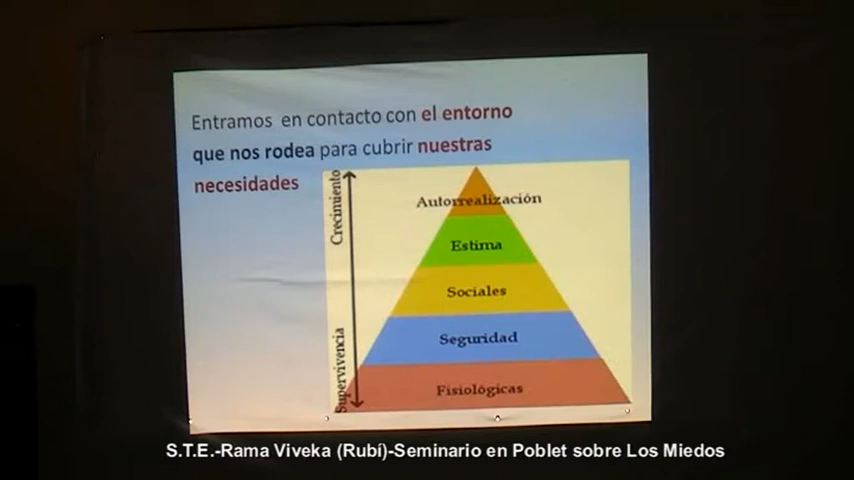 Entramos en contacto con el entorno
que nos rodea para cubrir nuestras
necesidades
Crecimiento
Supervivencia
Autorrealización
Estima
Sociales
Seguridad
Fisiológicas
S.T.E.-Rama Viveka (Rubí)-Seminario en Poblet sobre Los Miedos